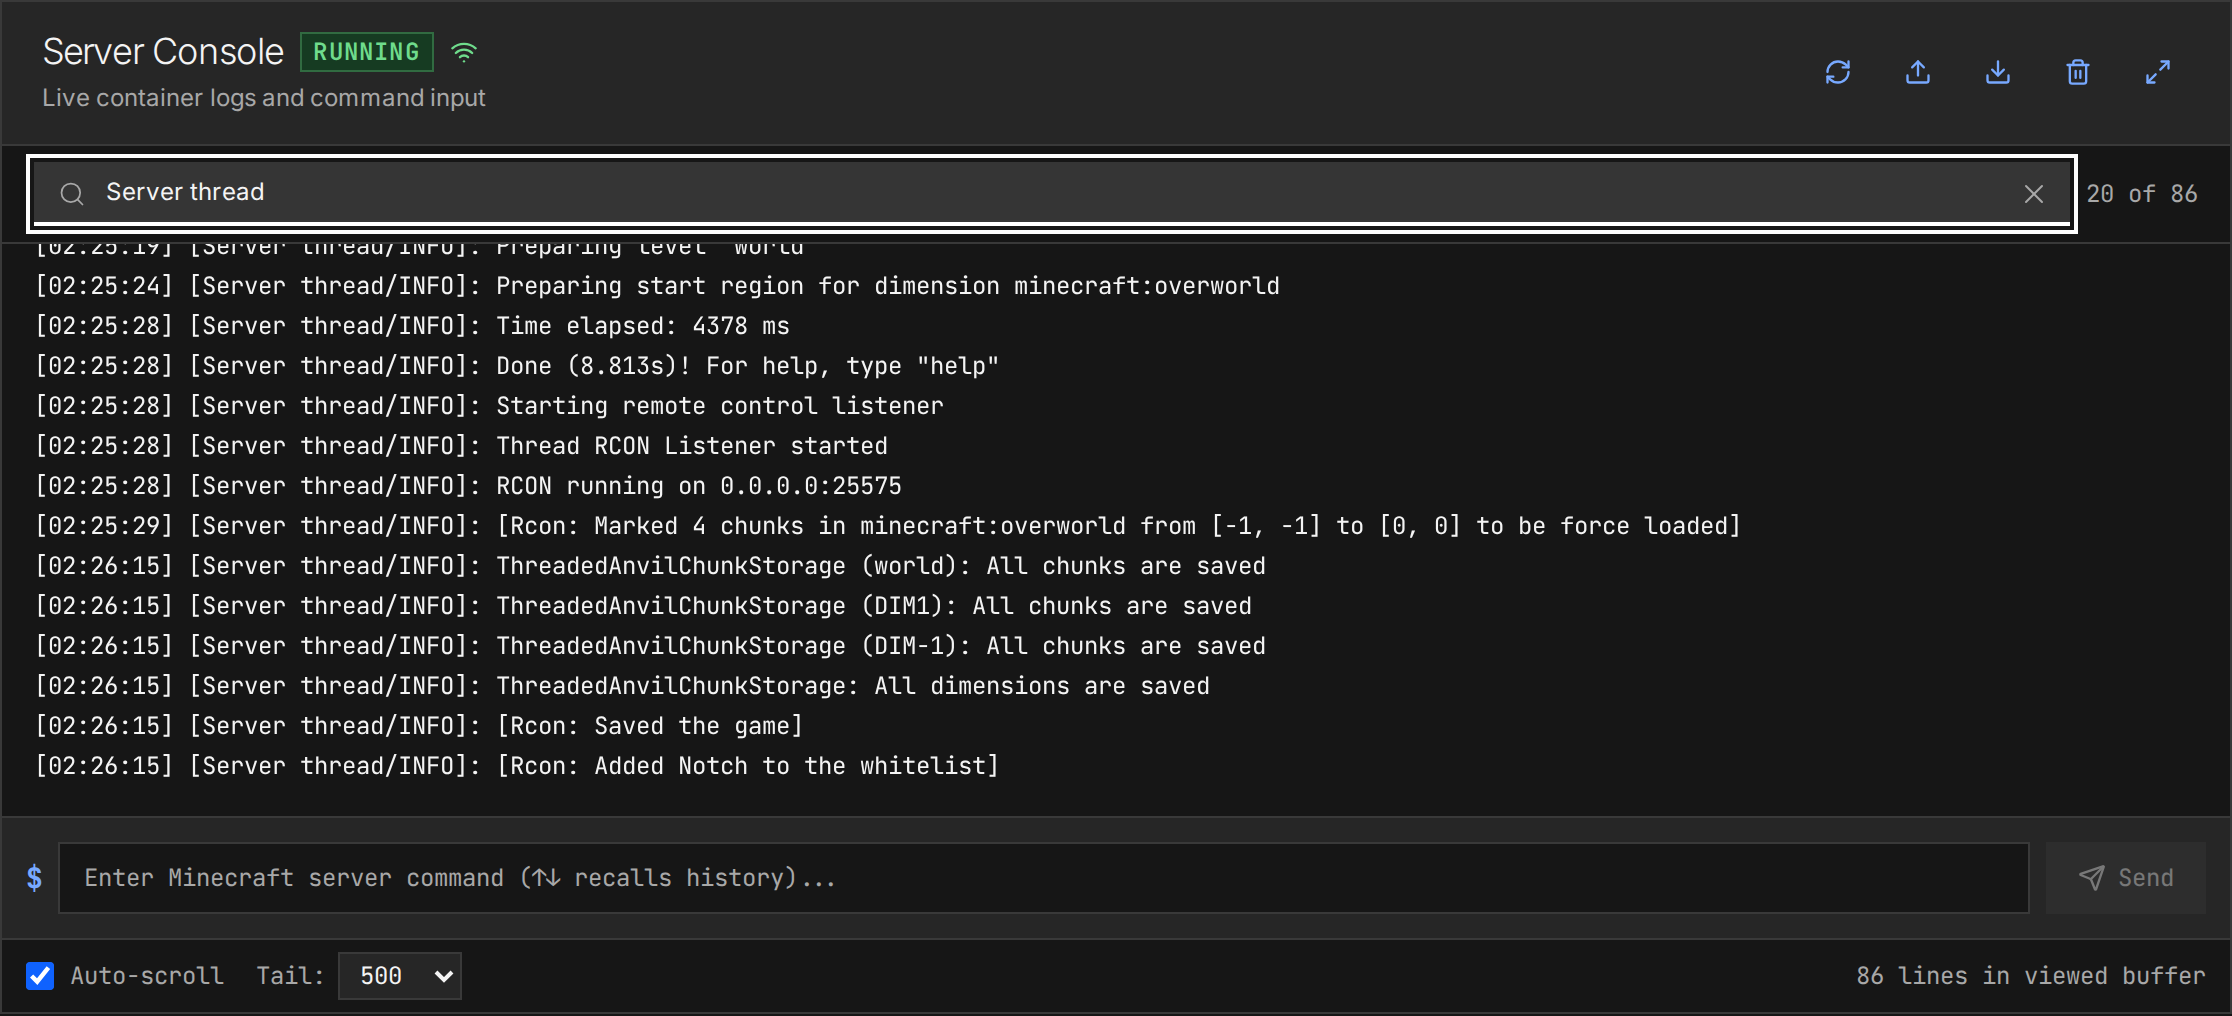 Server Console RUNNING
Live container logs and command input
Server thread
20 of 86
[02:25:19] [Server thread/INFO]: Preparing level "world"
[02:25:24] [Server thread/INFO]: Preparing start region for dimension minecraft:overworld
[02:25:28] [Server thread/INFO]: Time elapsed: 4378 ms
[02:25:28] [Server thread/INFO]: Done (8.813s)! For help, type "help"
[02:25:28] [Server thread/INFO]: Starting remote control listener
[02:25:28] [Server thread/INFO]: Thread RCON Listener started
[02:25:28] [Server thread/INFO]: RCON running on 0.0.0.0:25575
[02:25:29] [Server thread/INFO]: [Rcon: Marked 4 chunks in minecraft:overworld from [-1, -1] to [0, 0] to be force loaded]
[02:26:15] [Server thread/INFO]: ThreadedAnvilChunkStorage (world): All chunks are saved
[02:26:15] [Server thread/INFO]: ThreadedAnvilChunkStorage (DIM1): All chunks are saved
[02:26:15] [Server thread/INFO]: ThreadedAnvilChunkStorage (DIM-1): All chunks are saved
[02:26:15] [Server thread/INFO]: ThreadedAnvilChunkStorage: All dimensions are saved
[02:26:15] [Server thread/INFO]: [Rcon: Saved the game]
[02:26:15] [Server thread/INFO]: [Rcon: Added Notch to the whitelist]
$ Enter Minecraft server command (↑↓ recalls history)...
Send
Auto-scroll Tail: 500
86 lines in viewed buffer